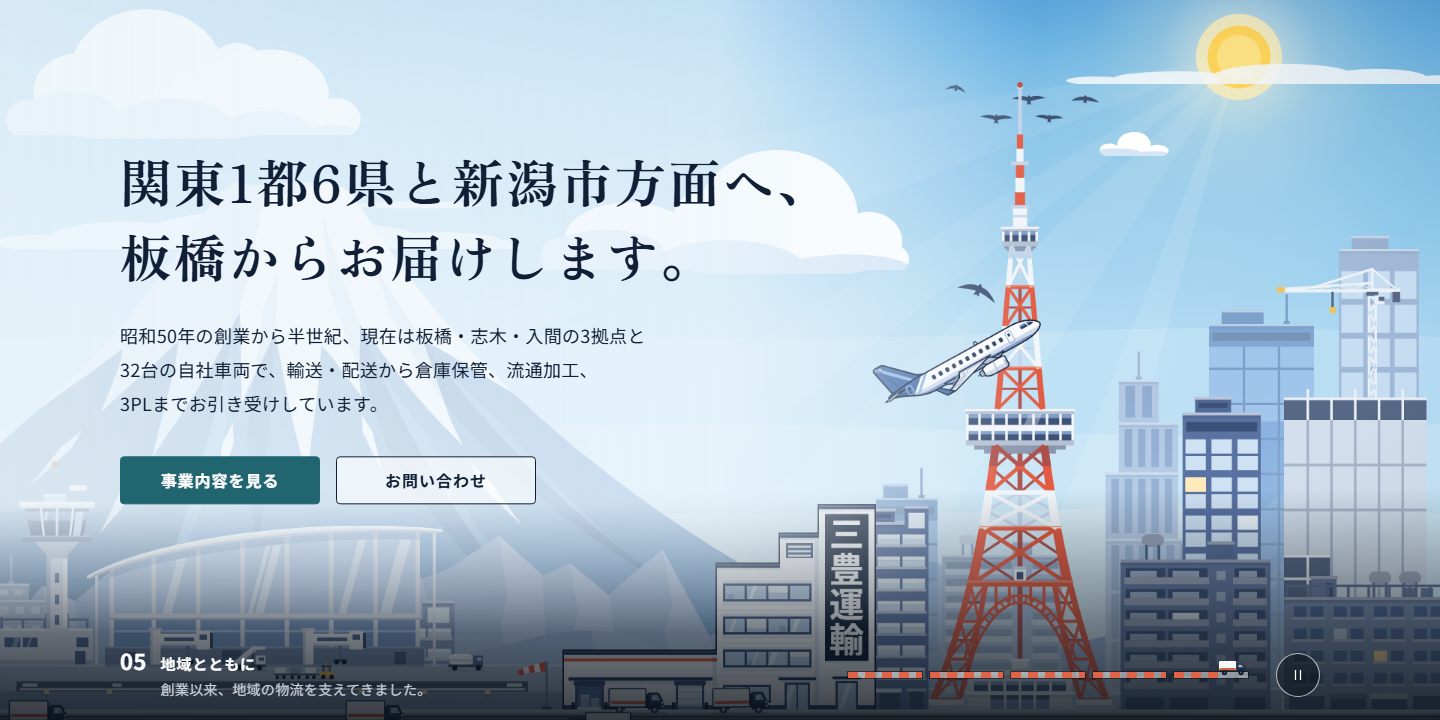 関東1都6県と新潟市方面へ、
板橋からお届けします。
昭和50年の創業から半世紀、現在は板橋・志木・入間の3拠点と
32台の自社車両で、輸送・配送から倉庫保管、流通加工、
3PLまでお引き受けしています。
事業内容を見る
お問い合わせ
三豊運輸
05 地域とともに
創業以来、地域の物流を支えてきました。